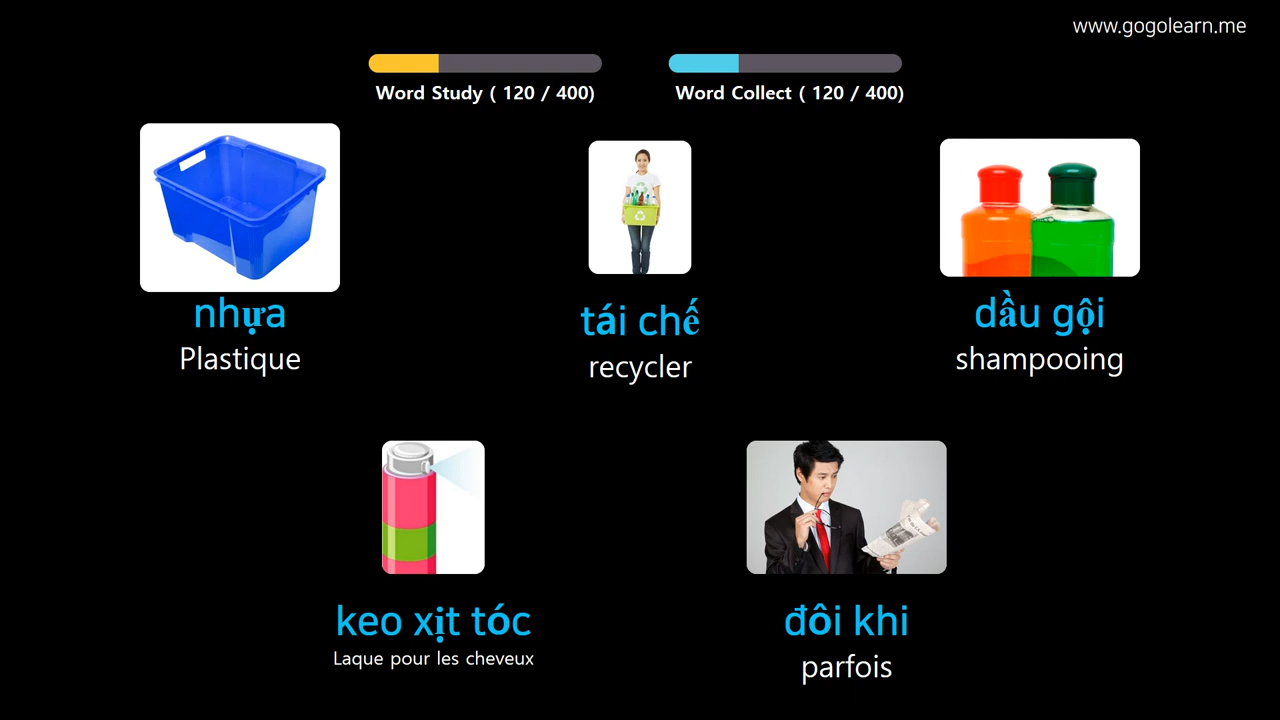 www.gogolearn.me
Word Study ( 120 / 400)
Word Collect ( 120 / 400)
nhựa
Plastique
tái chế
recycler
dầu gội
shampooing
keo xịt tóc
Laque pour les cheveux
đôi khi
parfois